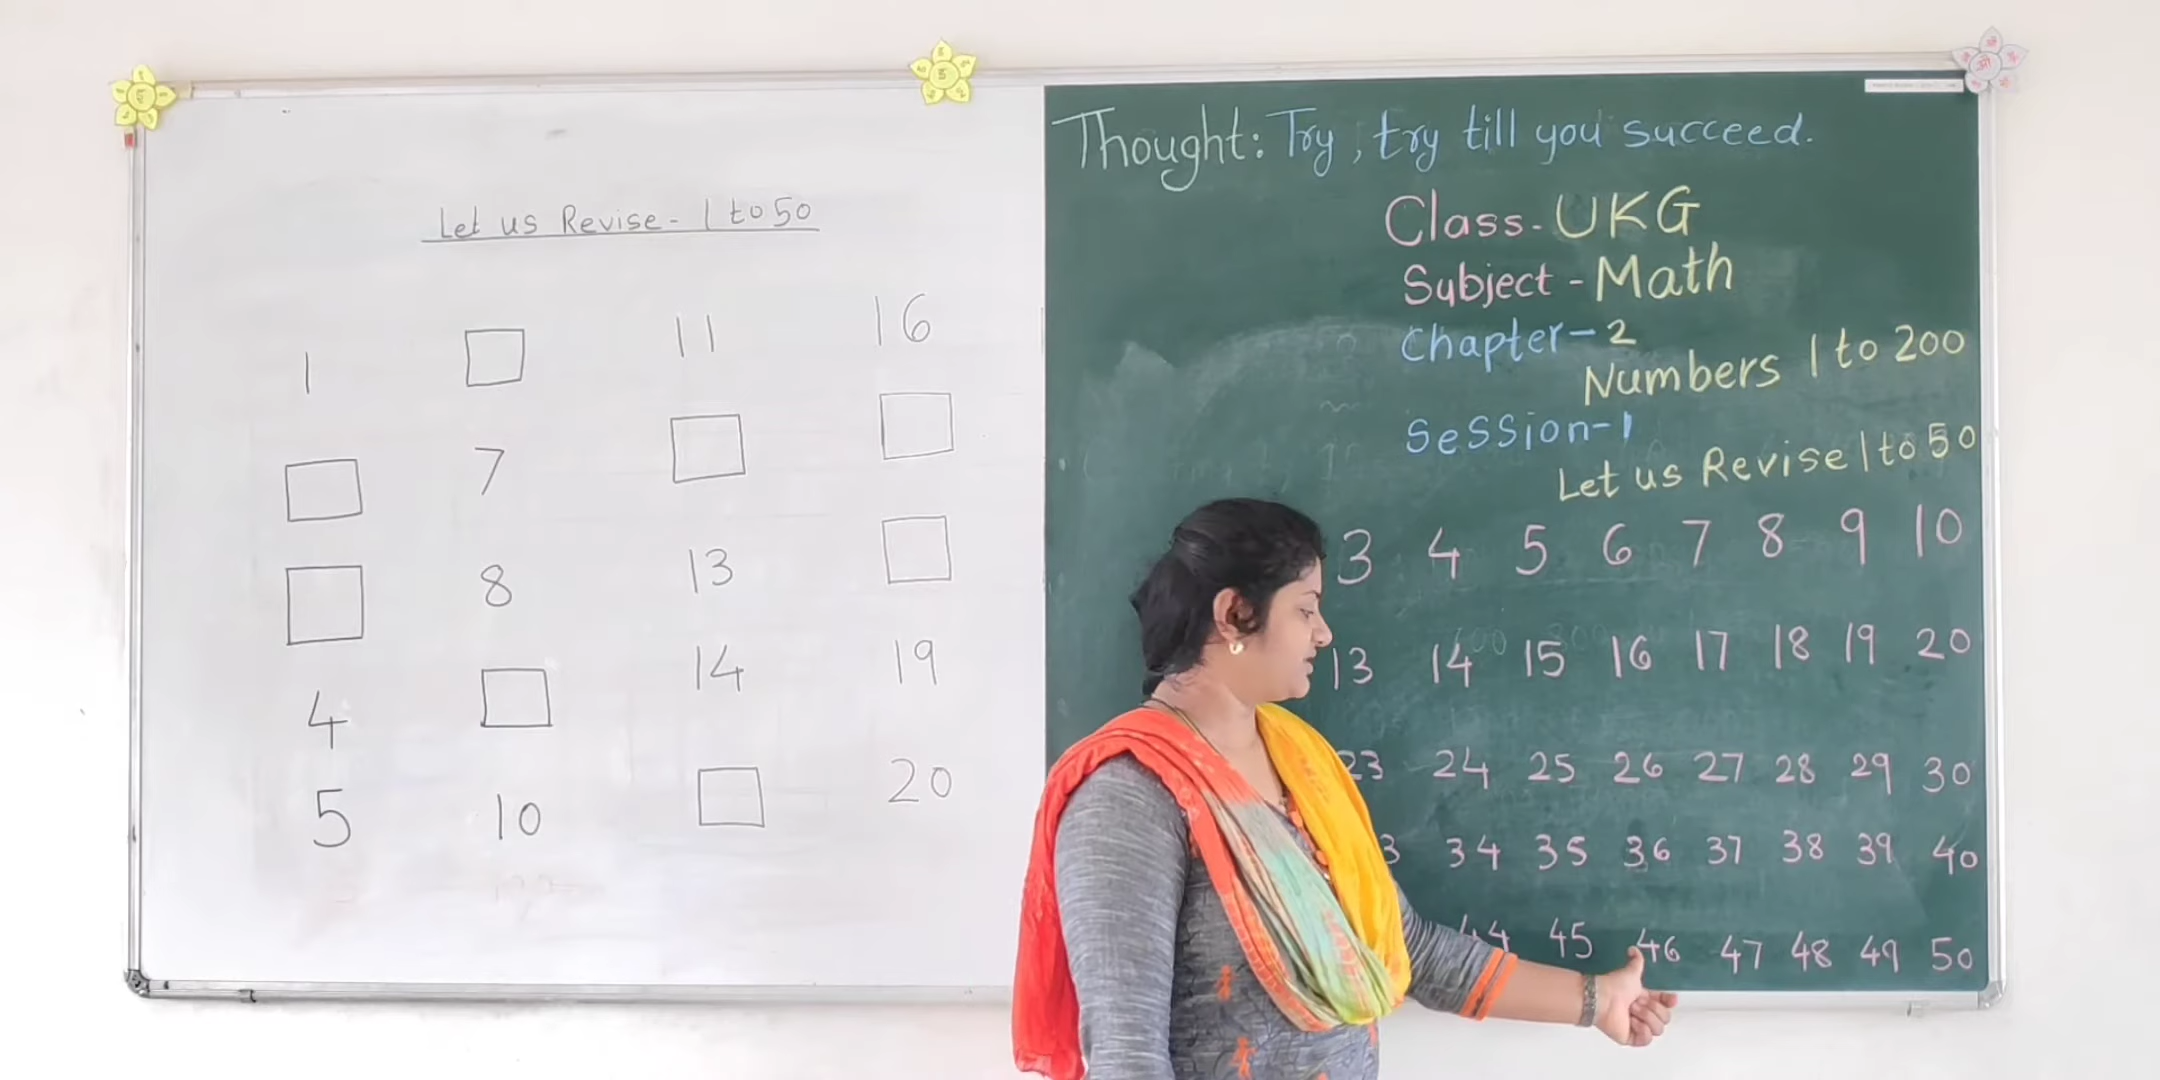 Let us Revise - 1 to 50
1 11 16
7
8 13
4 14 19
5 10 20
Thought: Try, try till you succeed.
Class - UKG
Subject - Math
Chapter - 2
Numbers 1 to 200
Session - 1
Let us Revise 1 to 50
3 4 5 6 7 8 9 10
13 14 15 16 17 18 19 20
23 24 25 26 27 28 29 30
3 34 35 36 37 38 39 40
44 45 46 47 48 49 50